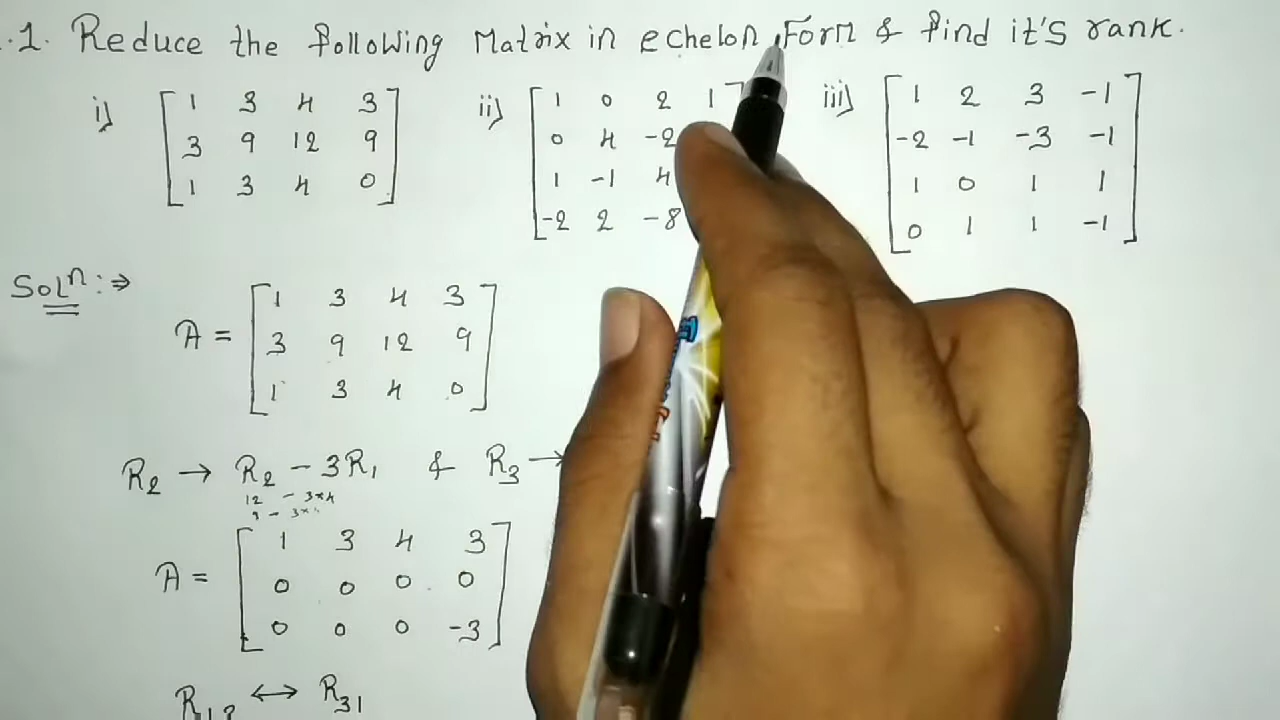 .1. Reduce the following Matrix in echelon Form & find it's rank.
i) [ 1 3 4 3 ii) [ 1 0 2 1 ] iii) [ 1 2 3 -1
3 9 12 9 0 4 -2 -2 -1 -3 -1
1 3 4 0 ] 1 -1 4 1 0 1 1
-2 2 -8 0 1 1 -1 ]
Solⁿ :⇒
A = [ 1 3 4 3
3 9 12 9
1 3 4 0 ]
R₂ → R₂ - 3R₁ & R₃ →
12 - 3×4
A = [ 1 3 4 3
0 0 0 0
0 0 0 -3 ]
↔ R₃₁